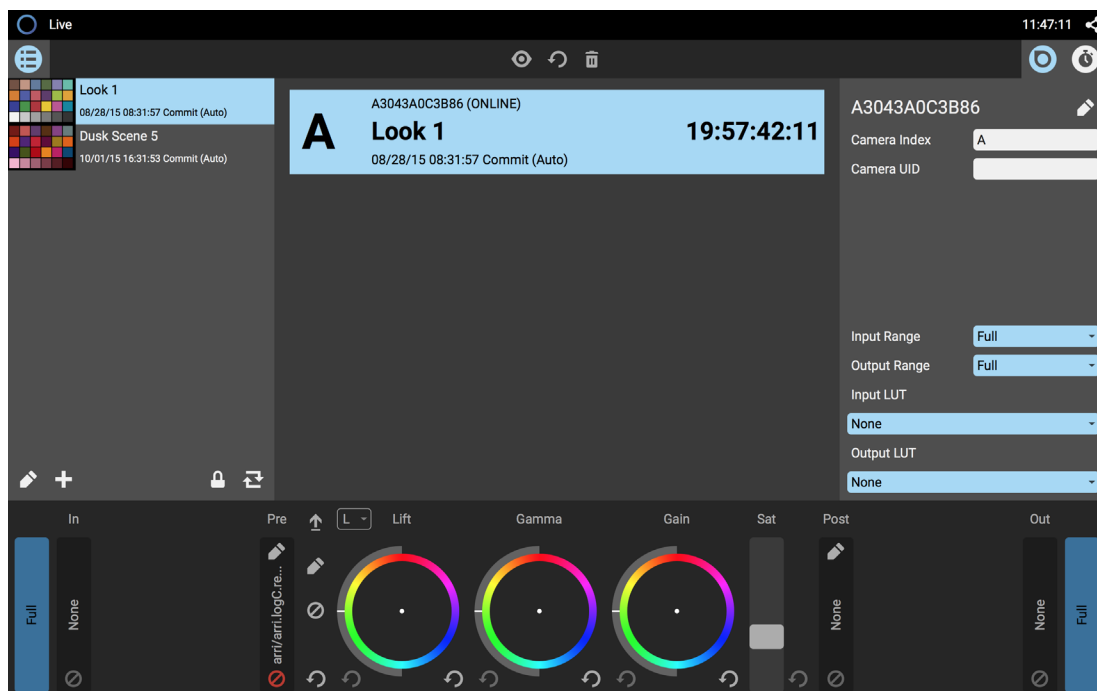 Live
11:47:11
Look 1
08/28/15 08:31:57 Commit (Auto)
Dusk Scene 5
10/01/15 16:31:53 Commit (Auto)
A
A3043A0C3B86 (ONLINE)
Look 1
19:57:42:11
08/28/15 08:31:57 Commit (Auto)
A3043A0C3B86
Camera Index
A
Camera UID
Input Range
Full
Output Range
Full
Input LUT
None
Output LUT
None
In
Pre
L
Lift
Gamma
Gain
Sat
Post
Out
Full
None
arri/arri.logC.re...
None
None
Full